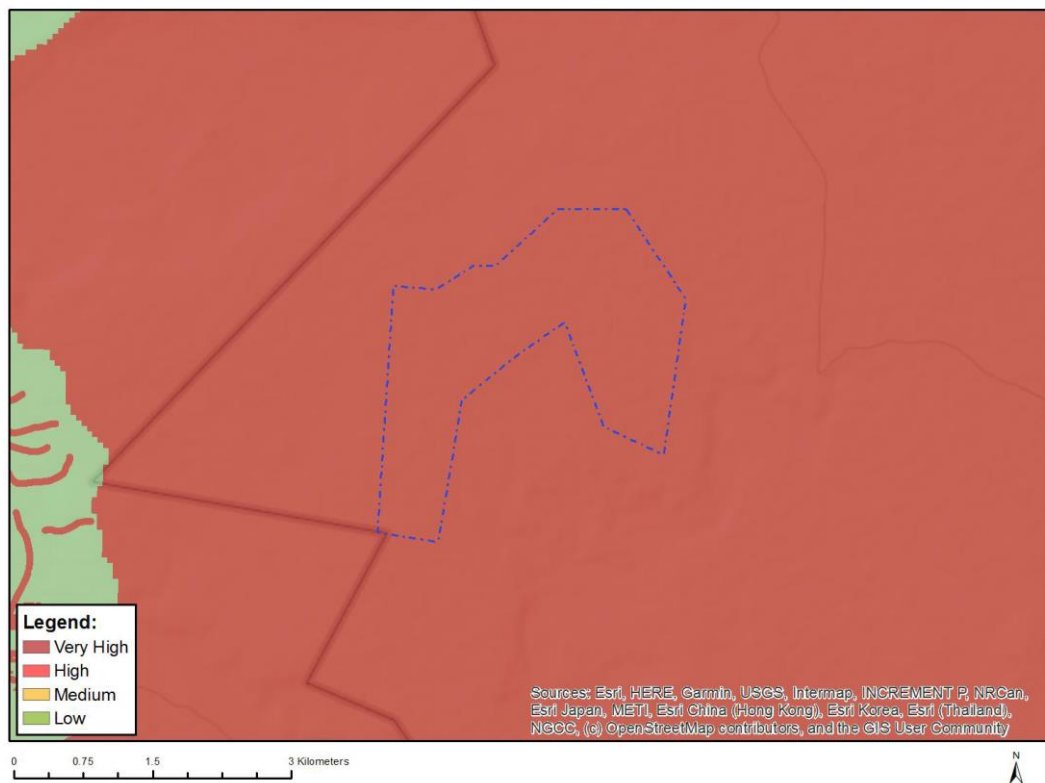 Legend:
Very High
High
Medium
Low
Sources: Esri, HERE, Garmin, USGS, Intermap, INCREMENT P, NRCan,
Esri Japan, METI, Esri China (Hong Kong), Esri Korea, Esri (Thailand),
NGCC, (c) OpenStreetMap contributors, and the GIS User Community
0 0.75 1.5 3 Kilometers
N